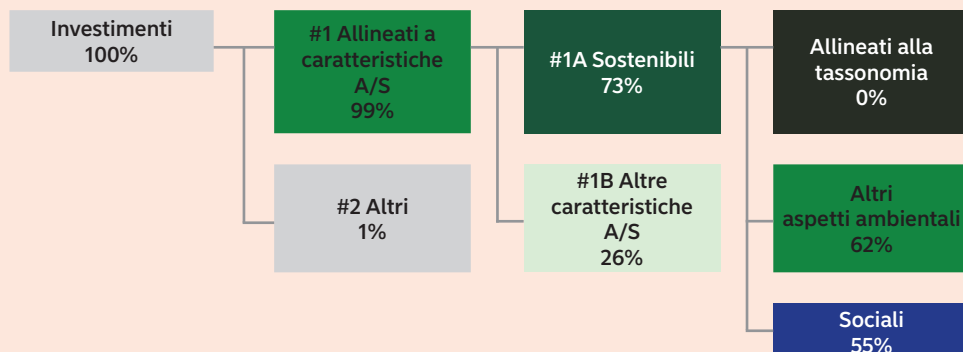 Investimenti
100%
#1 Allineati a
caratteristiche
A/S
99%
#1A Sostenibili
73%
Allineati alla
tassonomia
0%
#2 Altri
1%
#1B Altre
caratteristiche
A/S
26%
Altri
aspetti ambientali
62%
Sociali
55%